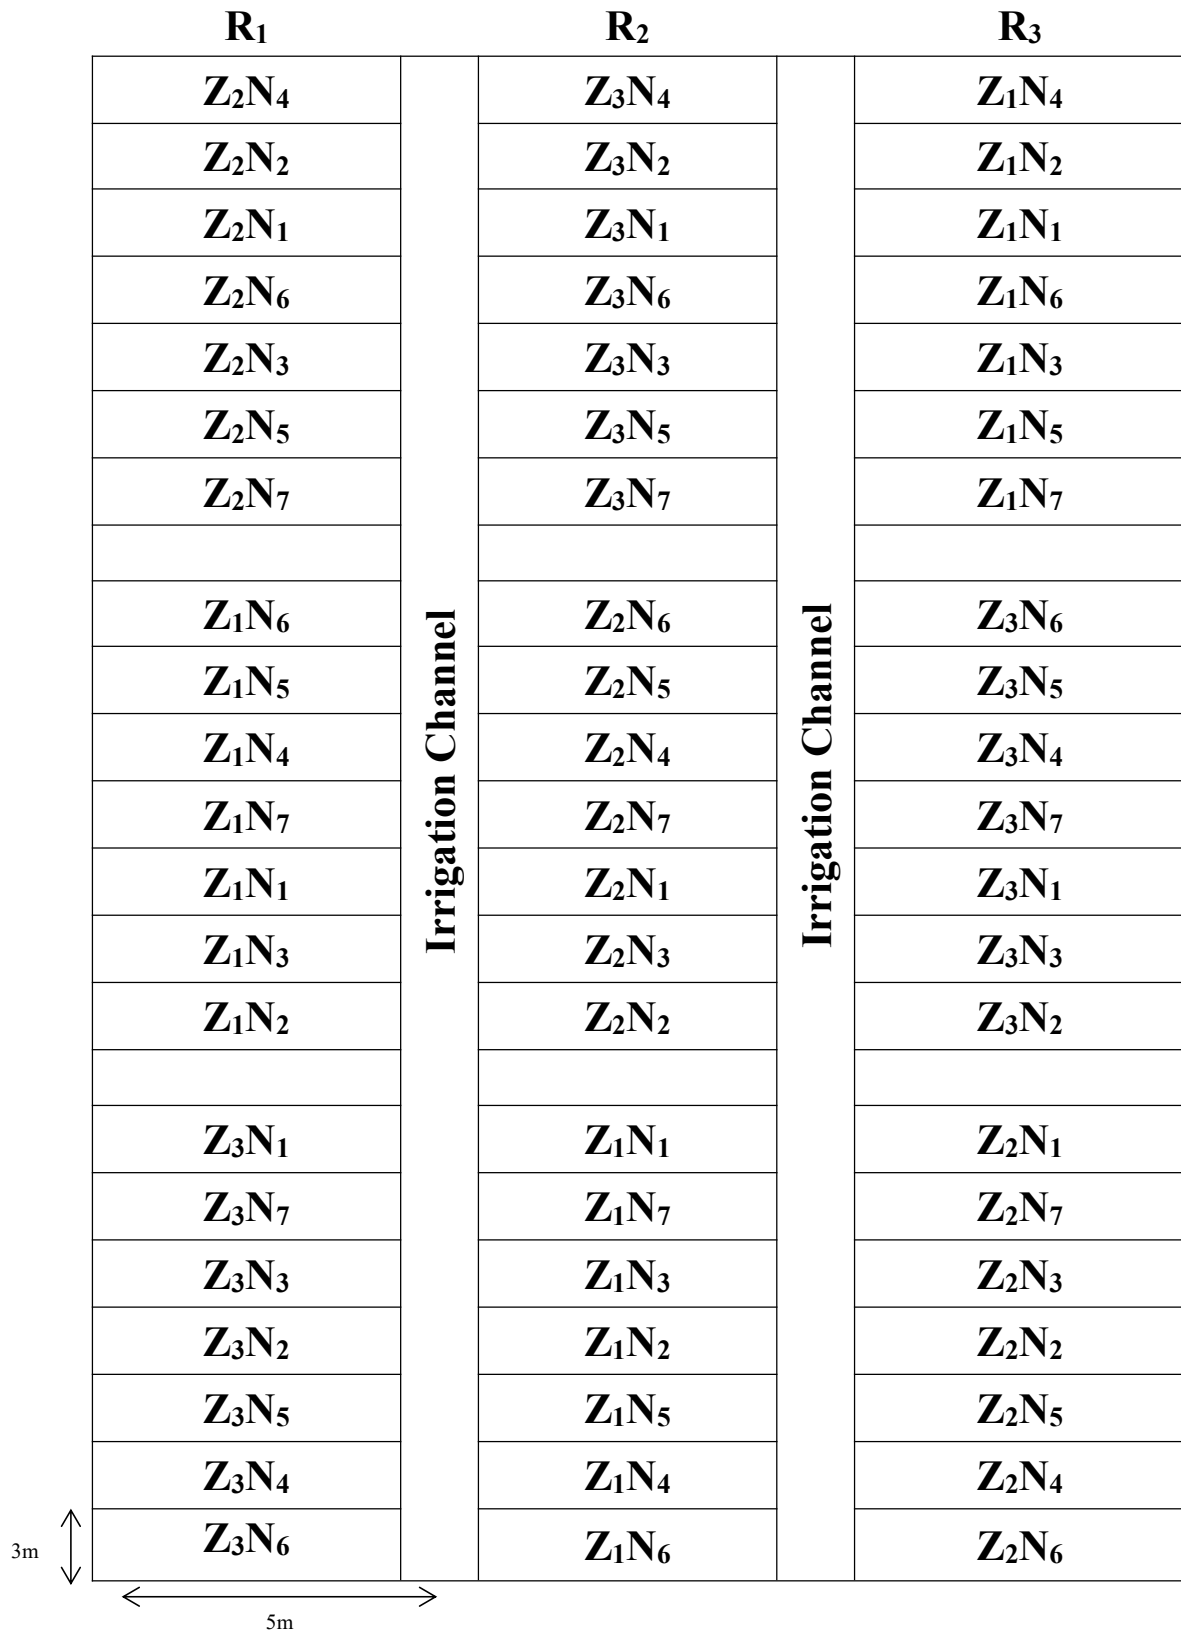 R₁ R₂ R₃
Z₂N₄ Z₃N₄ Z₁N₄
Z₂N₂ Z₃N₂ Z₁N₂
Z₂N₁ Z₃N₁ Z₁N₁
Z₂N₆ Z₃N₆ Z₁N₆
Z₂N₃ Z₃N₃ Z₁N₃
Z₂N₅ Z₃N₅ Z₁N₅
Z₂N₇ Z₃N₇ Z₁N₇
Z₁N₆ Z₂N₆ Z₃N₆
Z₁N₅ Z₂N₅ Z₃N₅
Z₁N₄ Z₂N₄ Z₃N₄
Z₁N₇ Z₂N₇ Z₃N₇
Z₁N₁ Z₂N₁ Z₃N₁
Z₁N₃ Z₂N₃ Z₃N₃
Z₁N₂ Z₂N₂ Z₃N₂
Irrigation Channel
Irrigation Channel
Z₃N₁ Z₁N₁ Z₂N₁
Z₃N₇ Z₁N₇ Z₂N₇
Z₃N₃ Z₁N₃ Z₂N₃
Z₃N₂ Z₁N₂ Z₂N₂
Z₃N₅ Z₁N₅ Z₂N₅
Z₃N₄ Z₁N₄ Z₂N₄
Z₃N₆ Z₁N₆ Z₂N₆
3m
5m